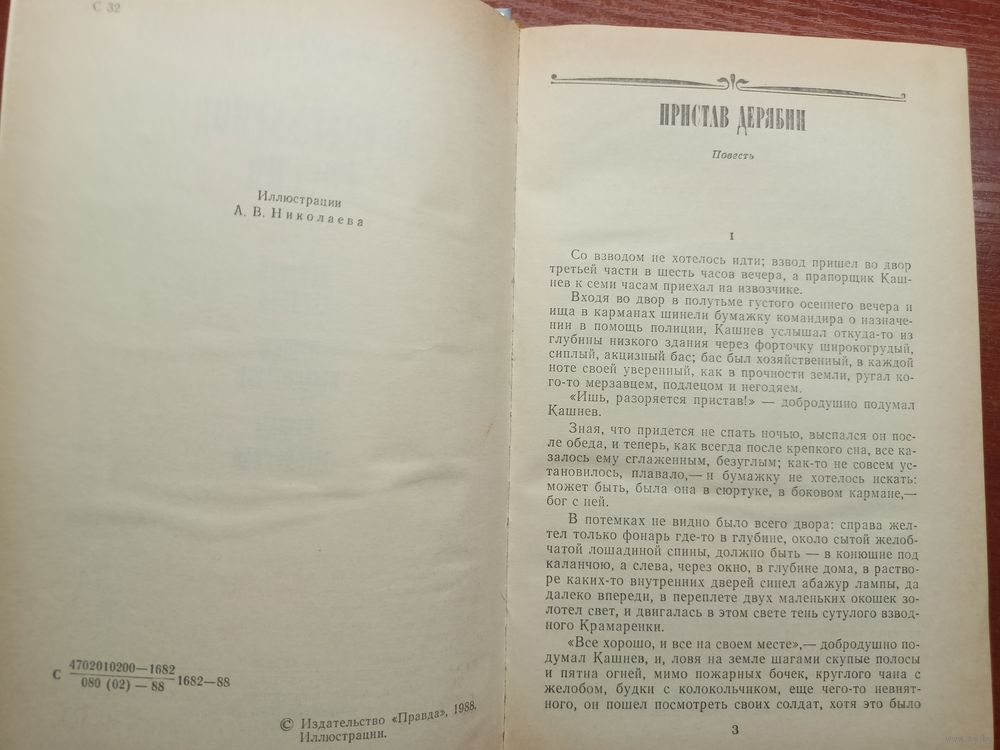 С 32
Иллюстрации
А. В. Николаева
С 4702010200—1682
080 (02) — 88 1682—88
© Издательство «Правда», 1988.
Иллюстрации.
ПРИСТАВ ДЕРЯБИН
Повесть
I
Со взводом не хотелось идти; взвод пришел во двор
третьей части в шесть часов вечера, а прапорщик Каш-
нев к семи часам приехал на извозчике.
Входя во двор в полутьме густого осеннего вечера и
ища в карманах шинели бумажку командира о назначе-
нии в помощь полиции, Кашнев услышал откуда-то из
глубины низкого здания через форточку широкогрудый,
сиплый, акцизный бас; бас был хозяйственный, в каждой
ноте своей уверенный, как в прочности земли, ругал ко-
го-то мерзавцем, подлецом и негодяем.
«Ишь, разоряется пристав!» — добродушно подумал
Кашнев.
Зная, что придется не спать ночью, выспался он пос-
ле обеда, и теперь, как всегда после крепкого сна, все ка-
залось ему сглаженным, безуглым; как-то не совсем ус-
тановилось, плавало,— и бумажку не хотелось искать:
может быть, была она в сюртуке, в боковом кармане,—
бог с ней.
В потемках не видно было всего двора: справа жел-
тел только фонарь где-то в глубине, около сытой желоб-
чатой лошадиной спины, должно быть — в конюшне под
каланчою, а слева, через окно, в глубине дома, в раство-
ре каких-то внутренних дверей синел абажур лампы, да
далеко впереди, в переплете двух маленьких окошек зо-
лотел свет, и двигалась в этом свете тень сутулого взвод-
ного Крамаренки.
«Все хорошо, и все на своем месте»,— добродушно по-
думал Кашнев, и, ловя на земле шагами скупые полосы
и пятна огней, мимо пожарных бочек, круглого чана с
желобом, будки с колокольчиком, еще чего-то невнят-
ного, он пошел посмотреть своих солдат, хотя это было
3